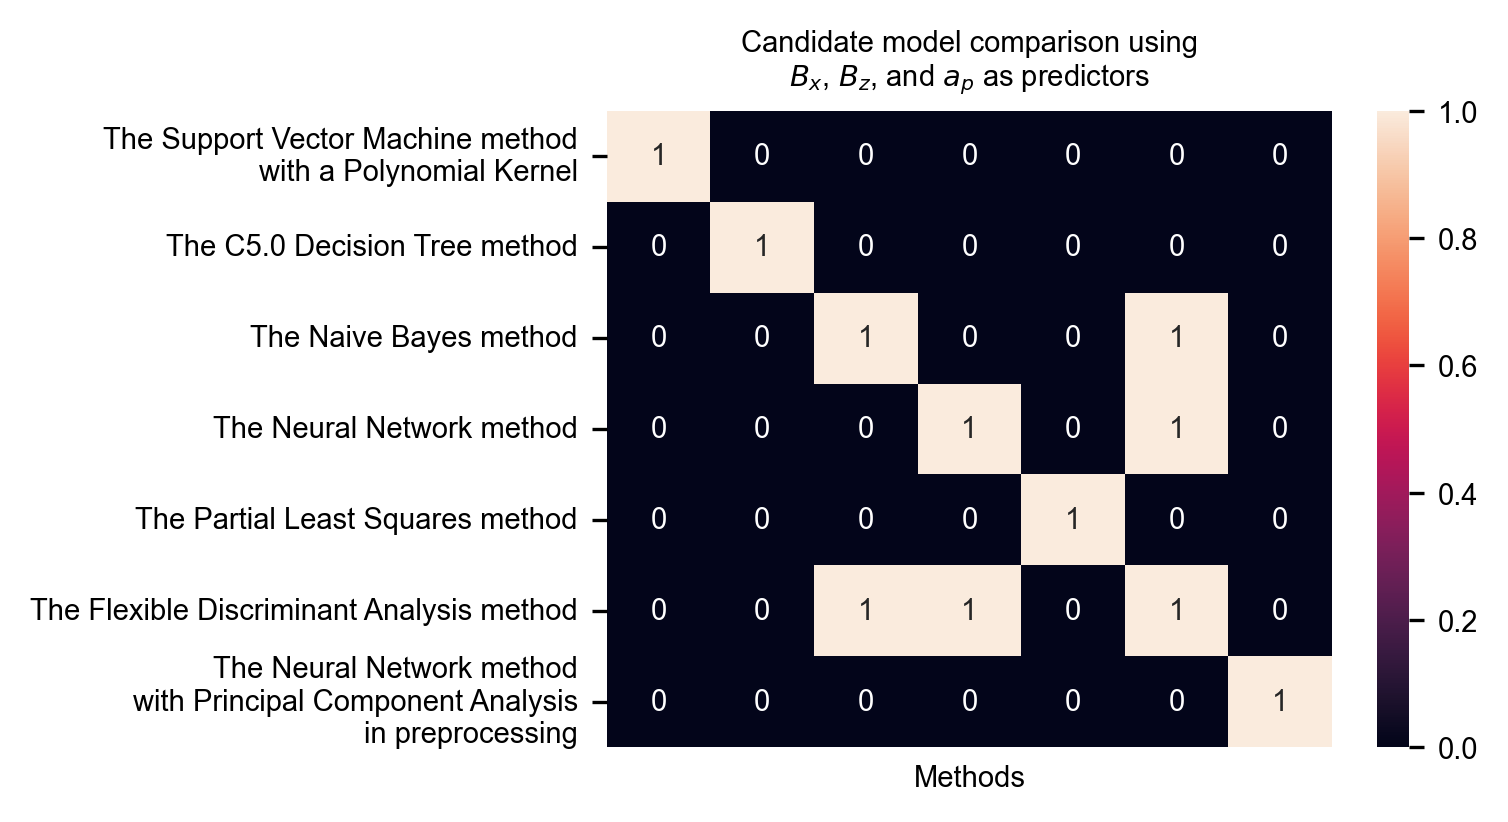 Candidate model comparison using
Bx, Bz, and ap as predictors
The Support Vector Machine method
with a Polynomial Kernel
1 0 0 0 0 0 0
The C5.0 Decision Tree method
0 1 0 0 0 0 0
The Naive Bayes method
0 0 1 0 0 1 0
The Neural Network method
0 0 0 1 0 1 0
The Partial Least Squares method
0 0 0 0 1 0 0
The Flexible Discriminant Analysis method
0 0 1 1 0 1 0
The Neural Network method
with Principal Component Analysis
in preprocessing
0 0 0 0 0 0 1
Methods
1.0
0.8
0.6
0.4
0.2
0.0